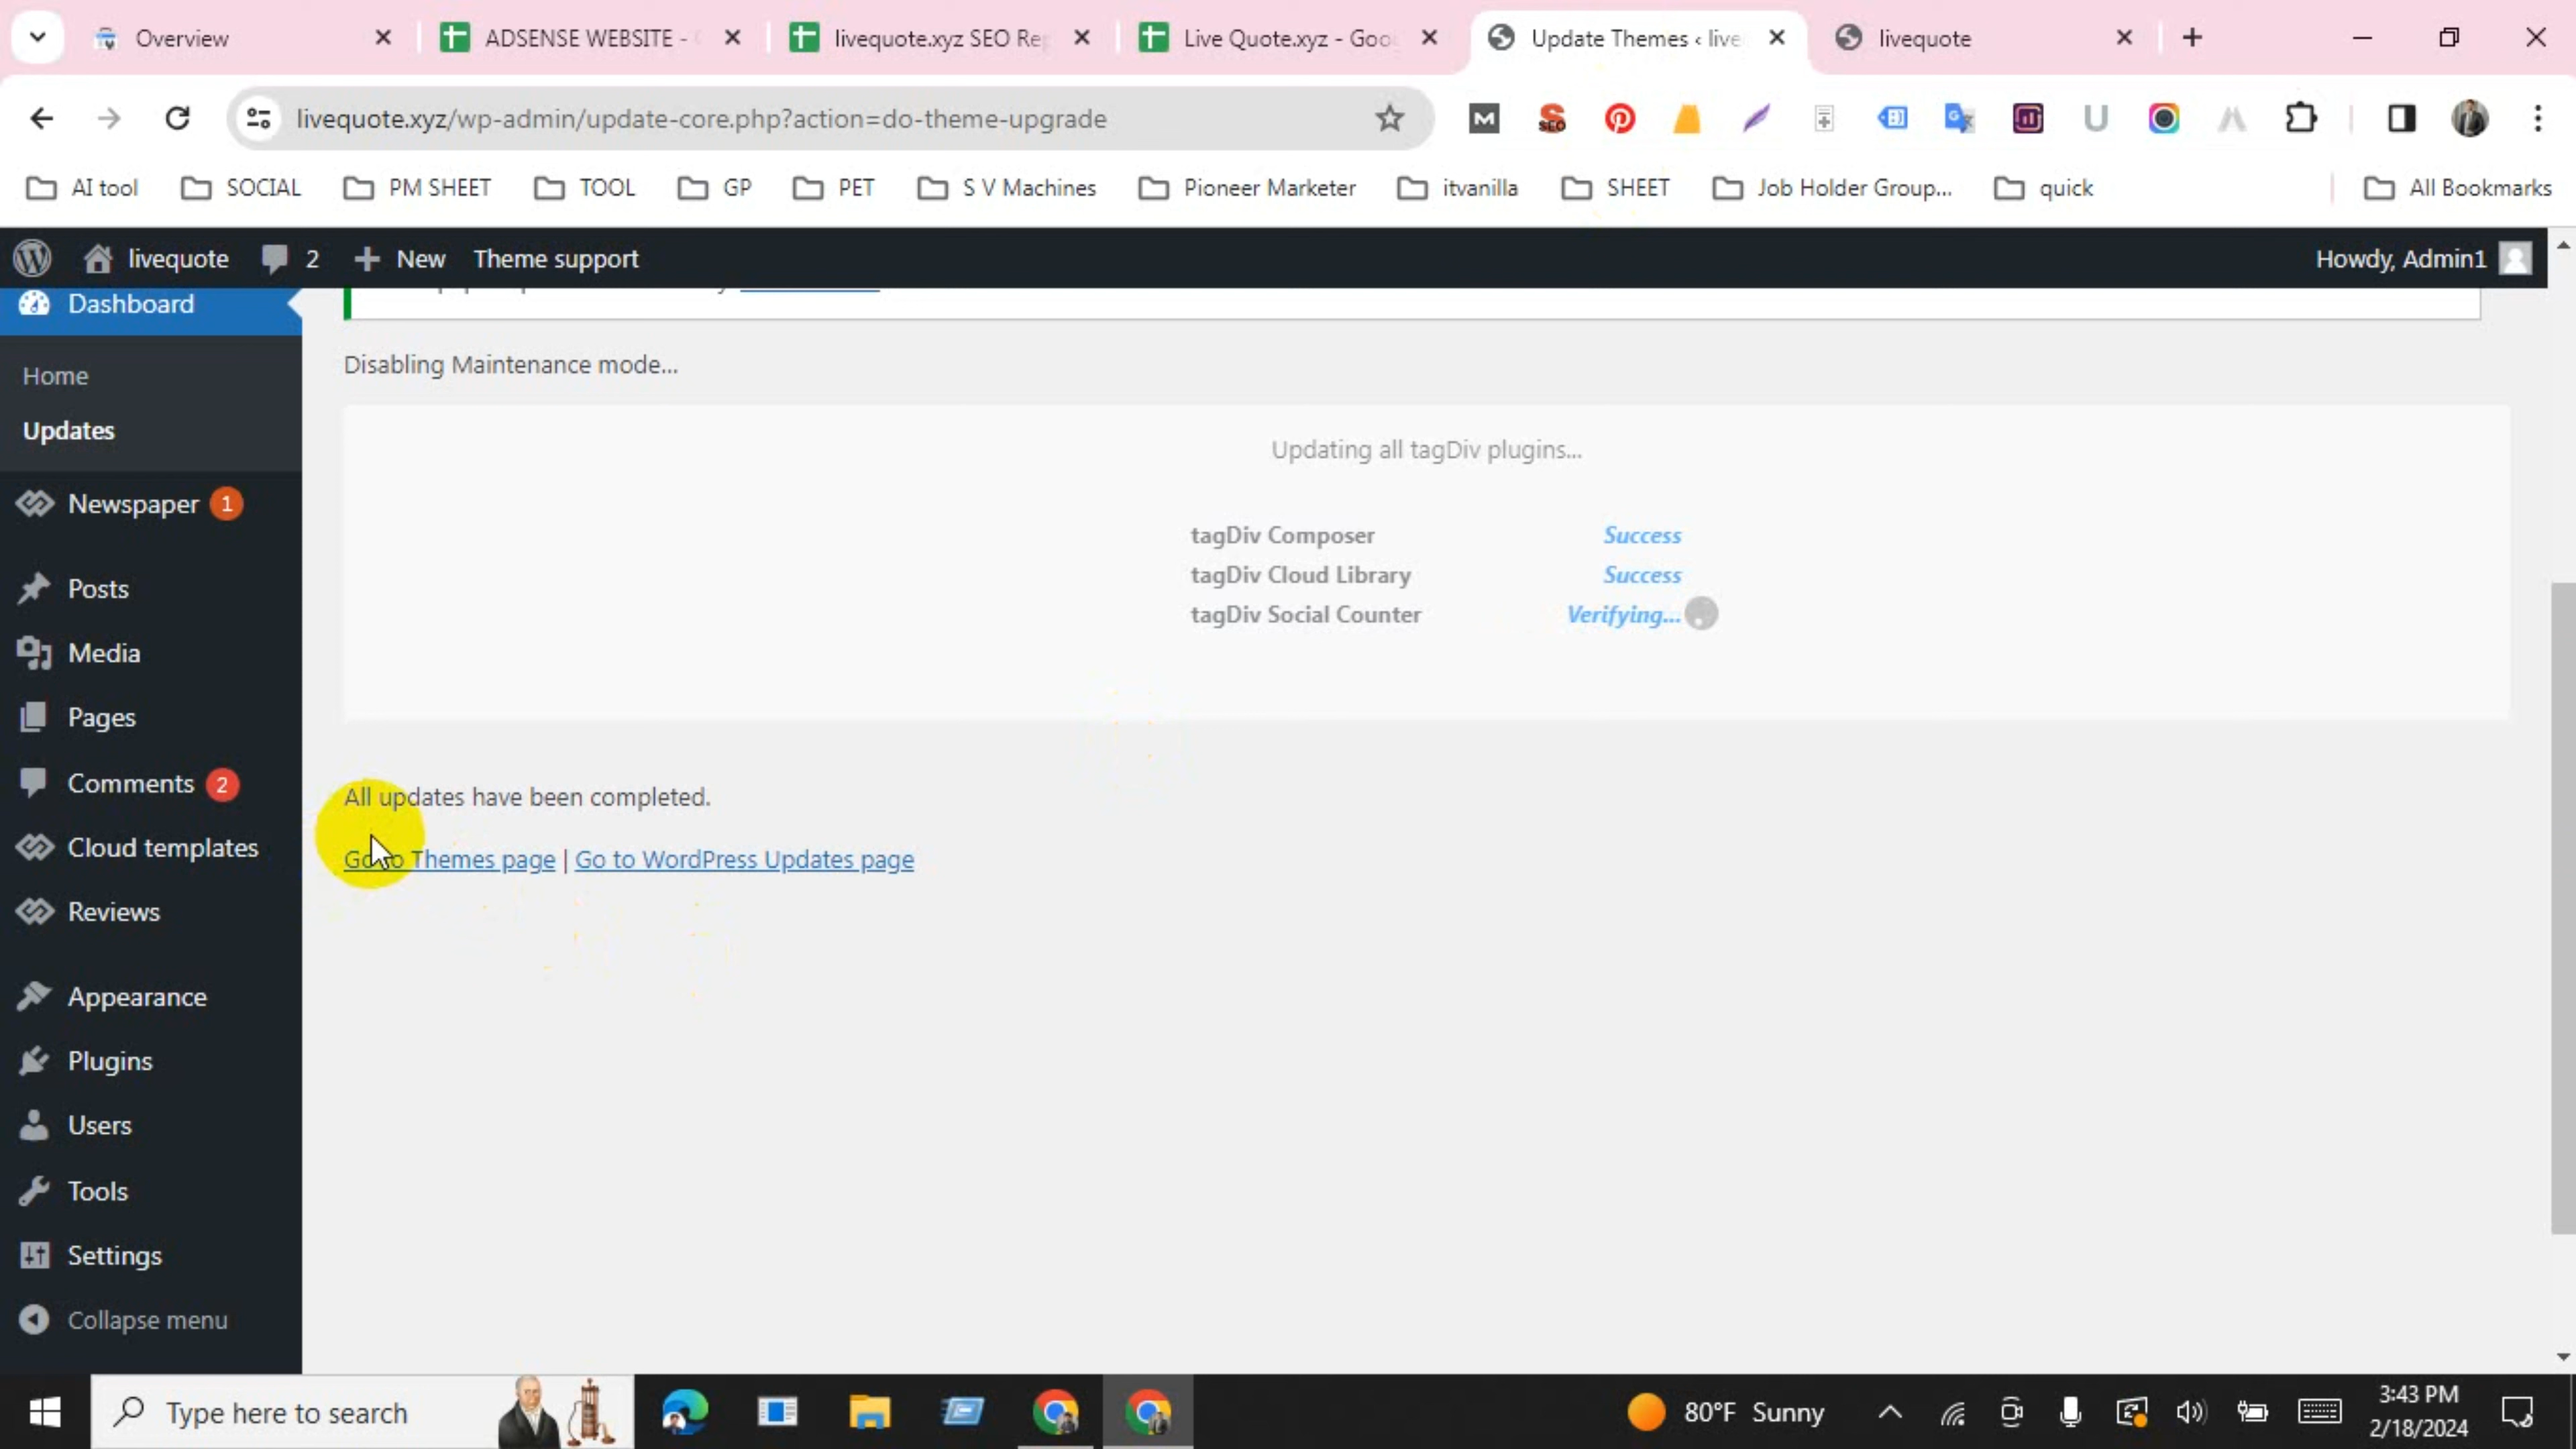 Overview
ADSENSE WEBSITE -
livequote.xyz SEO Re
Live Quote.xyz - Goo
Update Themes ‹ live
livequote
livequote.xyz/wp-admin/update-core.php?action=do-theme-upgrade
AI tool
SOCIAL
PM SHEET
TOOL
GP
PET
S V Machines
Pioneer Marketer
itvanilla
SHEET
Job Holder Group...
quick
All Bookmarks
livequote
2
New
Theme support
Howdy, Admin1
Dashboard
Home
Updates
Newspaper 1
Posts
Media
Pages
Comments 2
Cloud templates
Reviews
Appearance
Plugins
Users
Tools
Settings
Collapse menu
Disabling Maintenance mode...
Updating all tagDiv plugins...
tagDiv Composer Success
tagDiv Cloud Library Success
tagDiv Social Counter Verifying...
All updates have been completed.
Go to Themes page | Go to WordPress Updates page
Type here to search
80°F Sunny
3:43 PM
2/18/2024